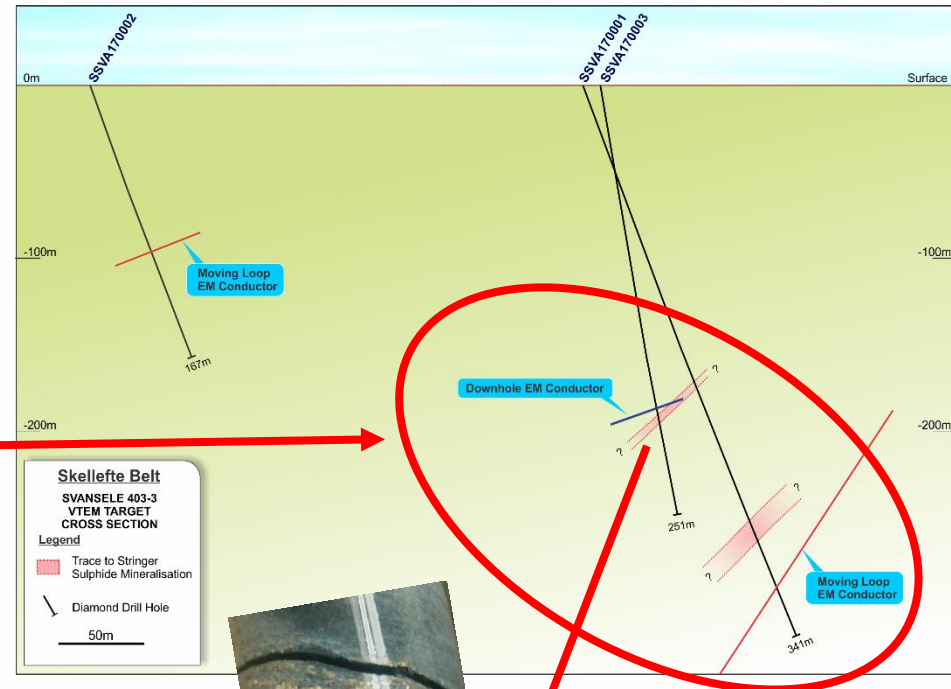 SSVA170002
SSVA170001
SSVA170003
0m
Surface
-100m
-100m
Moving Loop
EM Conductor
167m
?
Downhole EM Conductor
-200m
-200m
?
Skellefte Belt
SVANSELE 403-3
VTEM TARGET
CROSS SECTION
Legend
Trace to Stringer
Sulphide Mineralisation
Diamond Drill Hole
50m
?
251m
?
Moving Loop
EM Conductor
341m